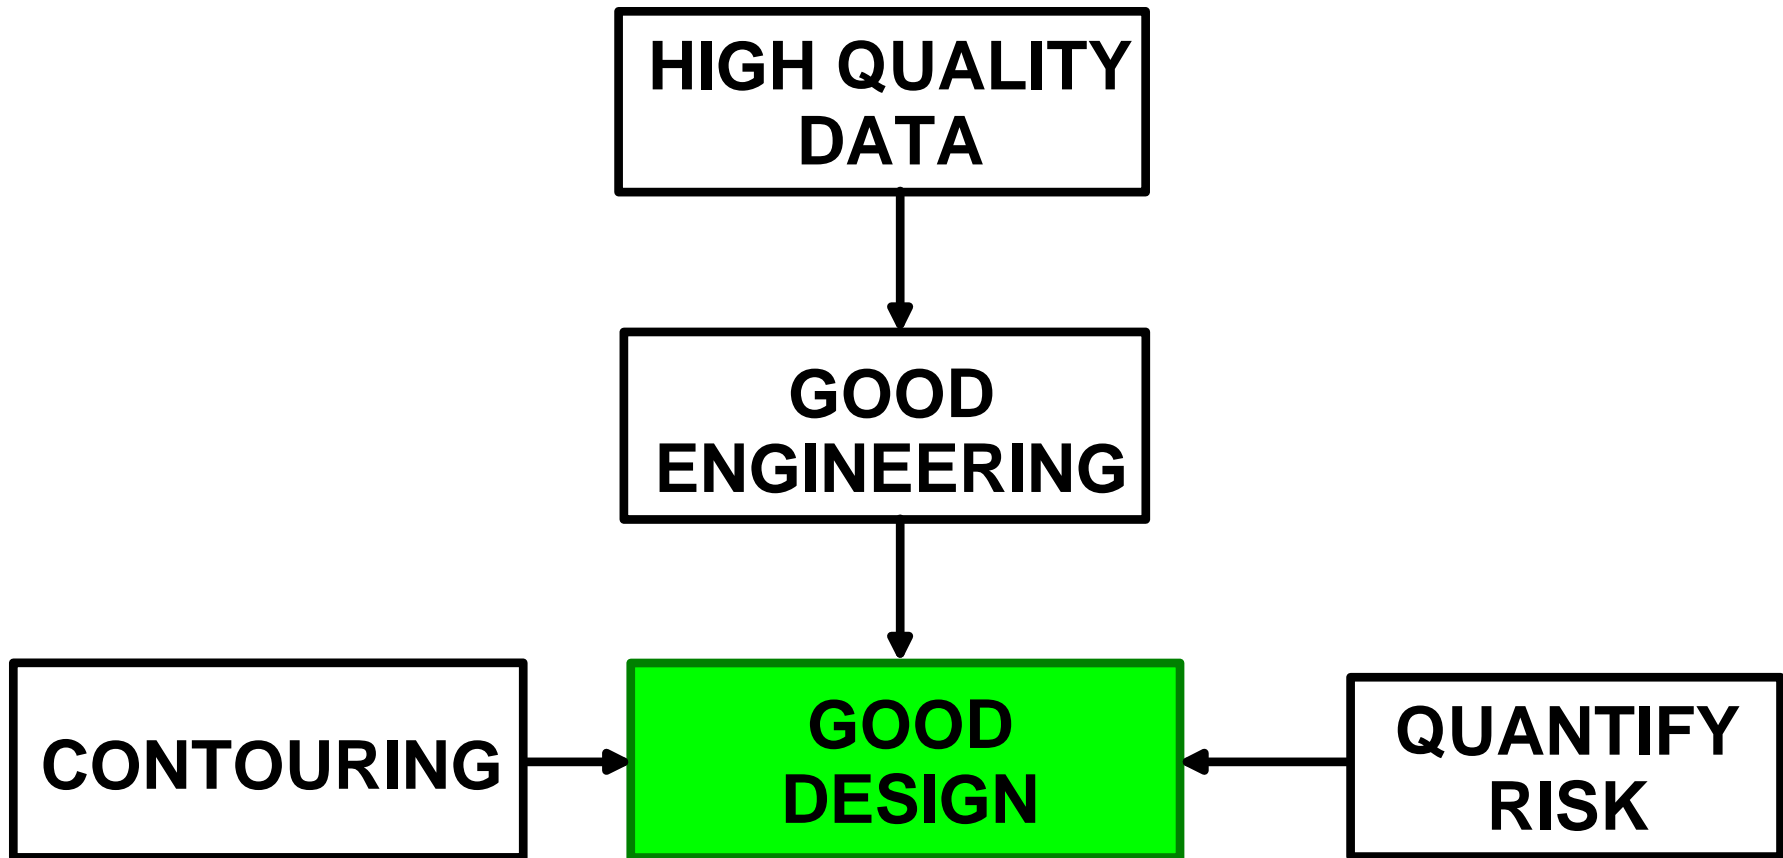 HIGH QUALITY
DATA
GOOD
ENGINEERING
CONTOURING
GOOD
DESIGN
QUANTIFY
RISK